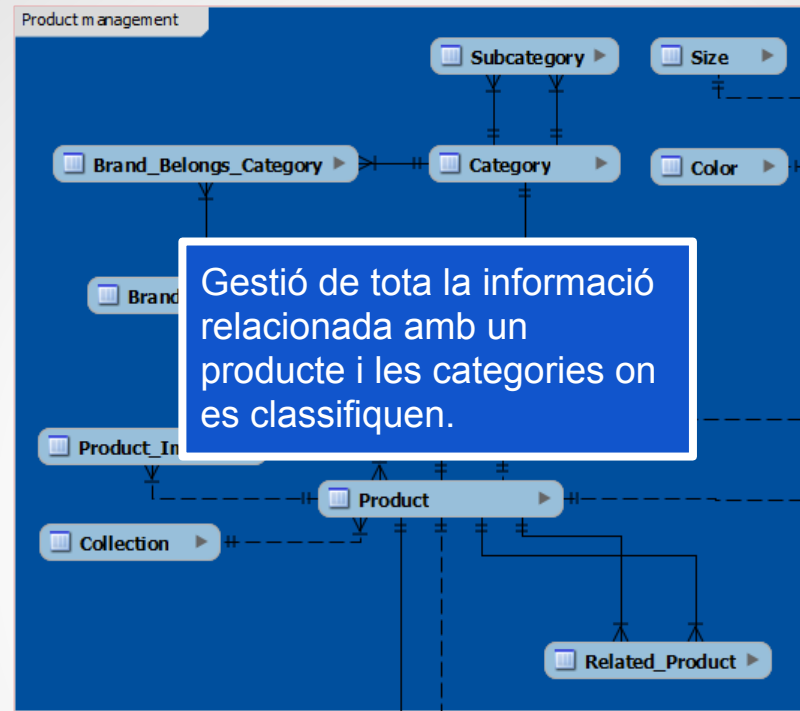 Product management
Subcategory
Size
Brand_Belongs_Category
Category
Color
Brand
Gestió de tota la informació
relacionada amb un
producte i les categories on
es classifiquen.
Product
Collection
Related_Product